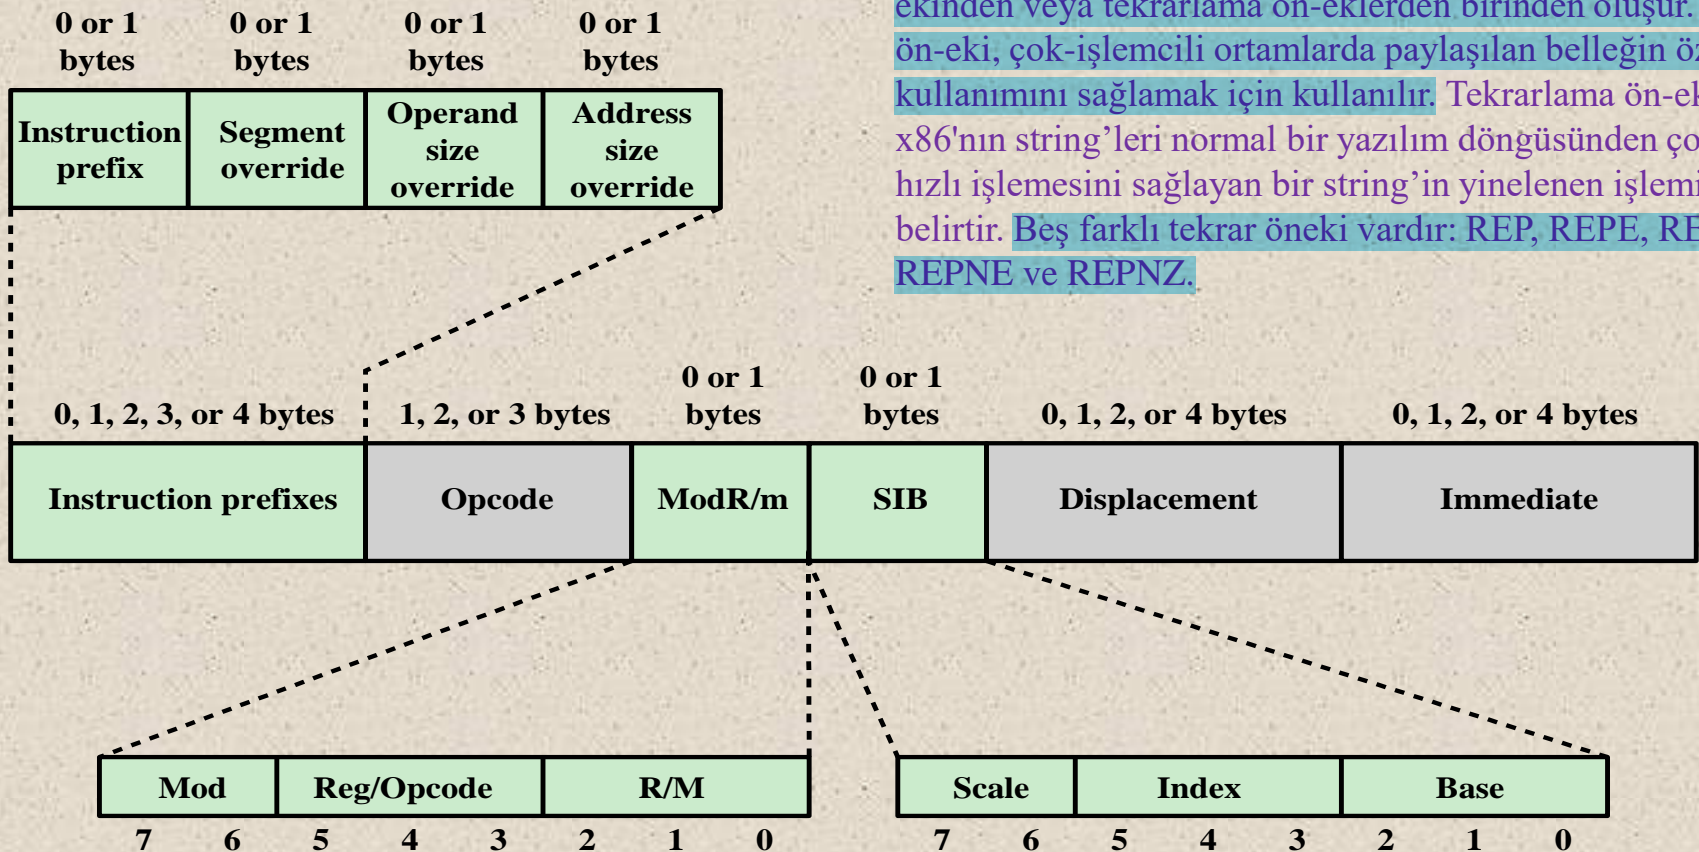 0 or 1 bytes
0 or 1 bytes
0 or 1 bytes
0 or 1 bytes
Instruction prefix
Segment override
Operand size override
Address size override
ekinden veya tekrarlama ön-eklerden birinden oluşur.
ön-eki, çok-işlemcili ortamlarda paylaşılan belleğin
kullanımını sağlamak için kullanılır. Tekrarlama
x86'nın string’leri normal bir yazılım döngüsünden
hızlı işlemesini sağlayan bir string’in yinelenen
belirtir. Beş farklı tekrar öneki vardır: REP, REPE,
REPNE ve REPNZ.
0, 1, 2, 3, or 4 bytes
1, 2, or 3 bytes
0 or 1 bytes
0 or 1 bytes
0, 1, 2, or 4 bytes
0, 1, 2, or 4 bytes
Instruction prefixes
Opcode
ModR/m
SIB
Displacement
Immediate
Mod
Reg/Opcode
R/M
Scale
Index
Base
7 6 5 4 3 2 1 0
7 6 5 4 3 2 1 0